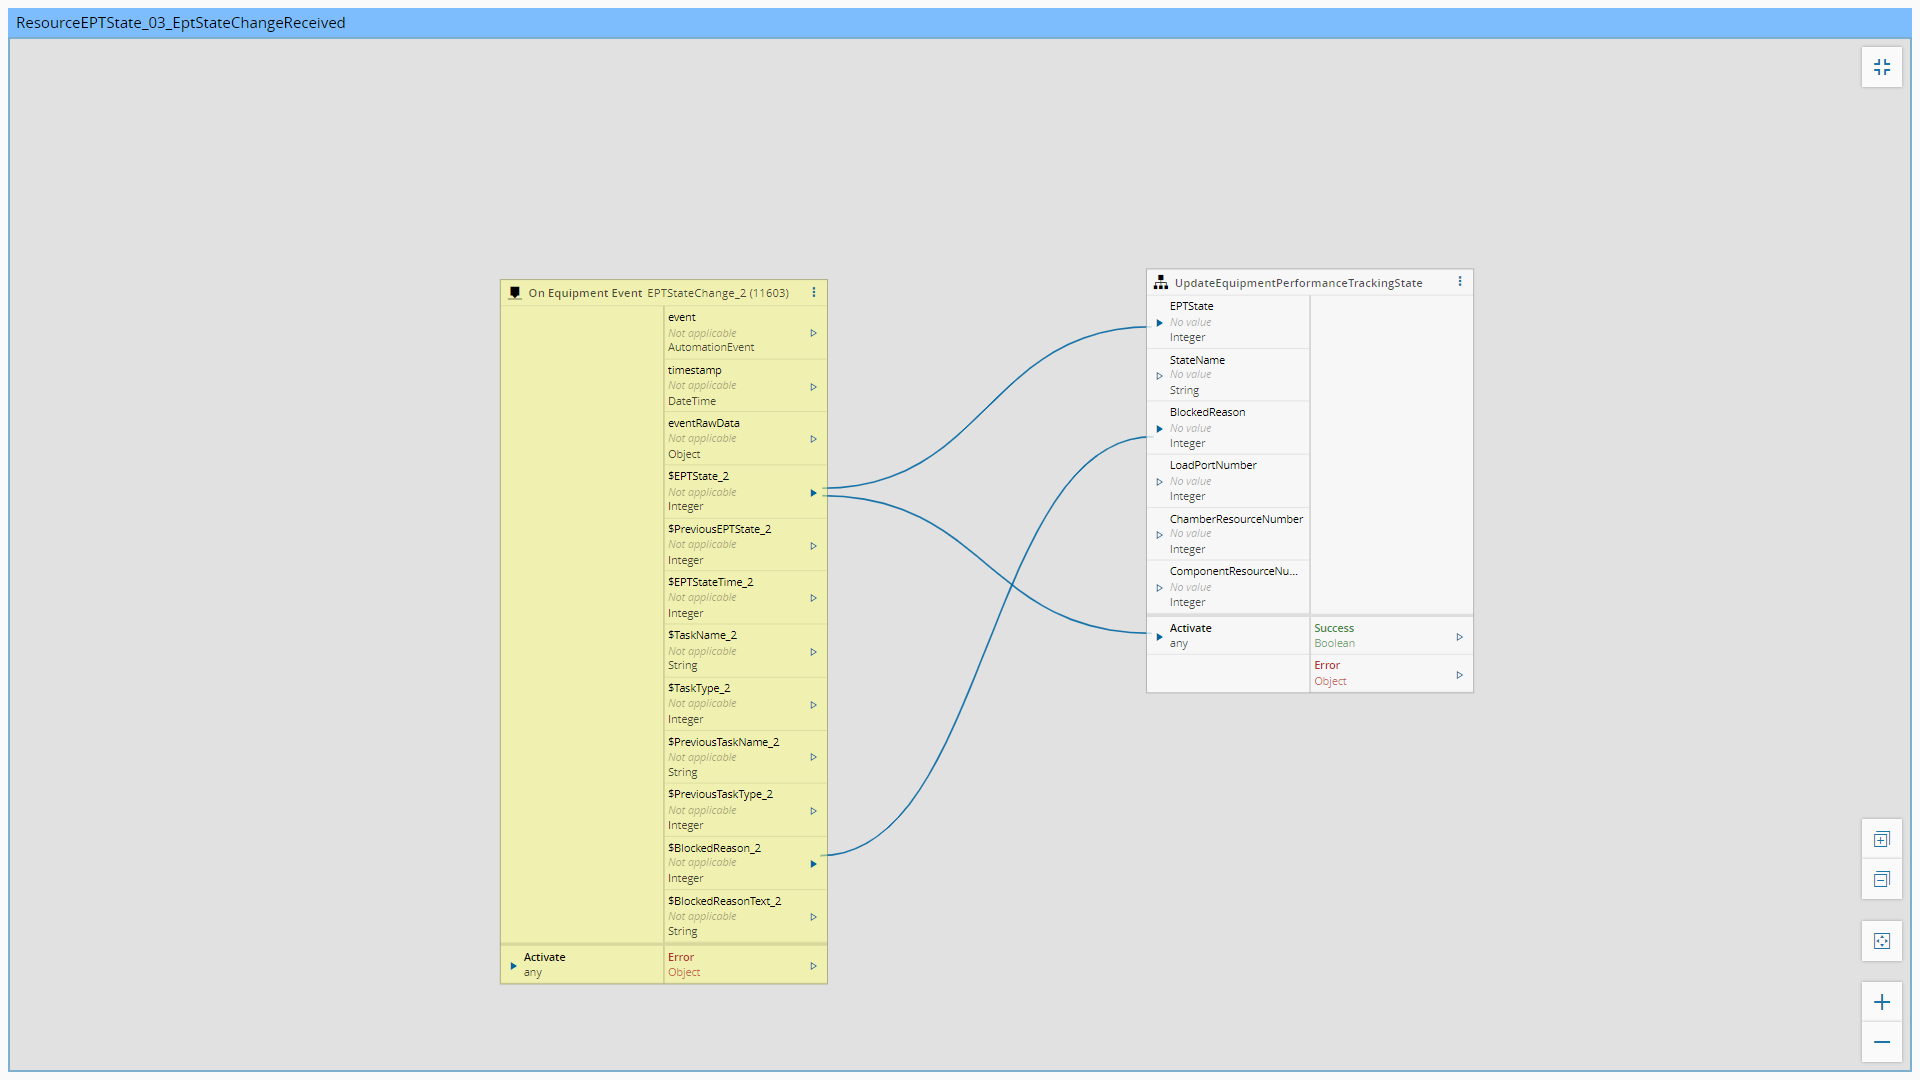 ResourceEPTState_03_EptStateChangeReceived
On Equipment Event EPTStateChange_2 (11603)
event
Not applicable
AutomationEvent
timestamp
Not applicable
DateTime
eventRawData
Not applicable
Object
$EPTState_2
Not applicable
Integer
$PreviousEPTState_2
Not applicable
Integer
$EPTStateTime_2
Not applicable
Integer
$TaskName_2
Not applicable
String
$TaskType_2
Not applicable
Integer
$PreviousTaskName_2
Not applicable
String
$PreviousTaskType_2
Not applicable
Integer
$BlockedReason_2
Not applicable
Integer
$BlockedReasonText_2
Not applicable
String
Activate
any
Error
Object
UpdateEquipmentPerformanceTrackingState
EPTState
No value
Integer
StateName
No value
String
BlockedReason
No value
Integer
LoadPortNumber
No value
Integer
ChamberResourceNumber
No value
Integer
ComponentResourceNu...
No value
Integer
Activate
any
Success
Boolean
Error
Object